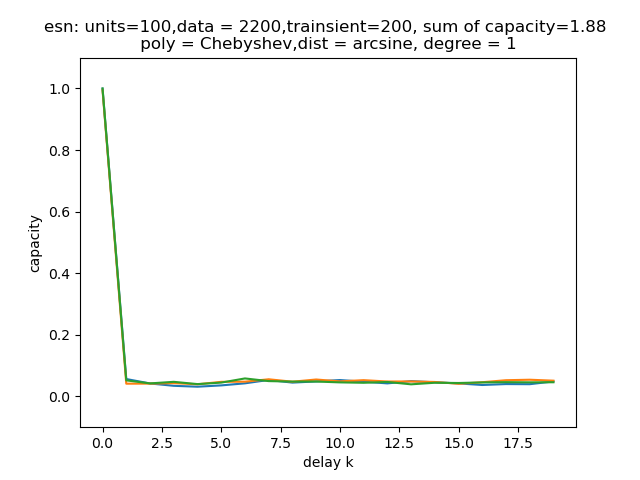 esn: units=100,data = 2200,trainsient=200, sum of capacity=1.88
poly = Chebyshev,dist = arcsine, degree = 1
1.0
0.8
0.6
0.4
0.2
0.0
capacity
0.0 2.5 5.0 7.5 10.0 12.5 15.0 17.5
delay k